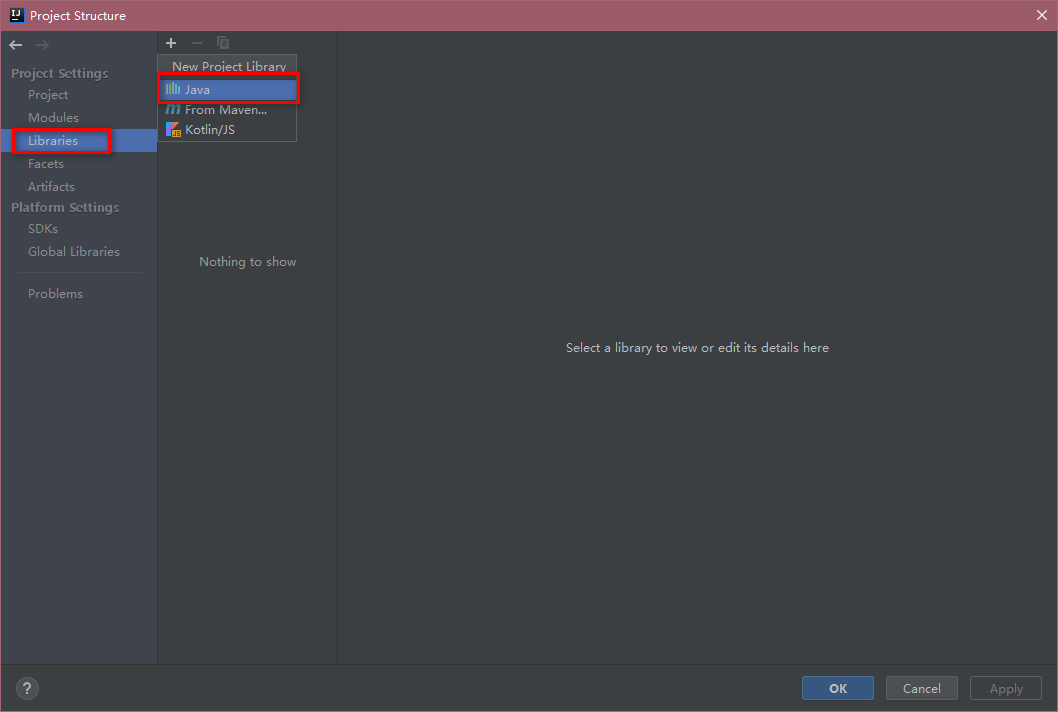 Project Structure
Project Settings
Project
Modules
Libraries
Facets
Artifacts
Platform Settings
SDKs
Global Libraries
Problems
New Project Library
Java
From Maven...
Kotlin/JS
Nothing to show
Select a library to view or edit its details here
?
OK
Cancel
Apply